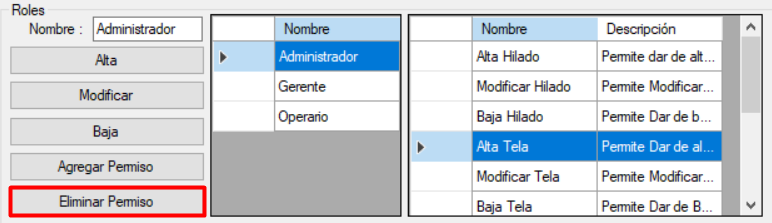 Roles
Nombre : Administrador
Alta
Modificar
Baja
Agregar Permiso
Eliminar Permiso
Nombre
Administrador
Gerente
Operario
Nombre Descripción
Alta Hilado Permite dar de alt...
Modificar Hilado Permite Modificar...
Baja Hilado Permite Dar de b...
Alta Tela Permite Dar de al...
Modificar Tela Permite Modificar...
Baja Tela Permite Dar de B...